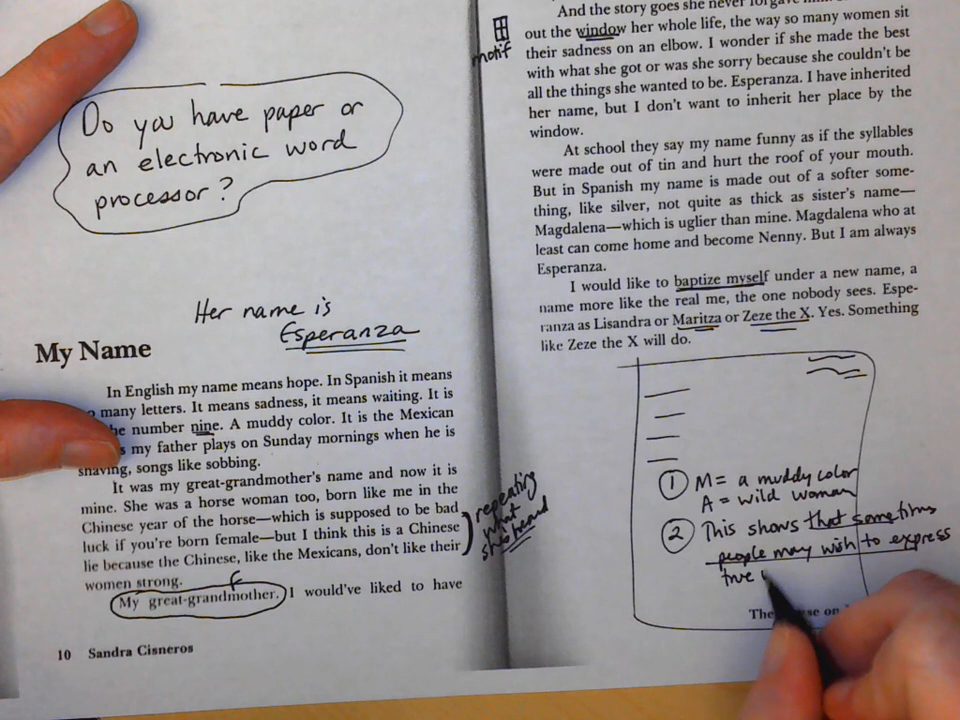 Do you have paper or
an electronic word
processor?
Her name is
Esperanza
My Name
In English my name means hope. In Spanish it means
many letters. It means sadness, it means waiting. It is
the number nine. A muddy color. It is the Mexican
my father plays on Sunday mornings when he is
shaving, songs like sobbing.
It was my great-grandmother's name and now it is
mine. She was a horse woman too, born like me in the
Chinese year of the horse—which is supposed to be bad
luck if you're born female—but I think this is a Chinese
lie because the Chinese, like the Mexicans, don't like their
women strong.
My great-grandmother. I would've liked to have
repeating
what
she heard
10 Sandra Cisneros
motif
And the story goes she never
out the window her whole life, the way so many women sit
their sadness on an elbow. I wonder if she made the best
with what she got or was she sorry because she couldn't be
all the things she wanted to be. Esperanza. I have inherited
her name, but I don't want to inherit her place by the
window.
At school they say my name funny as if the syllables
were made out of tin and hurt the roof of your mouth.
But in Spanish my name is made out of a softer some-
thing, like silver, not quite as thick as sister's name—
Magdalena—which is uglier than mine. Magdalena who at
least can come home and become Nenny. But I am always
Esperanza.
I would like to baptize myself under a new name, a
name more like the real me, the one nobody sees. Espe-
ranza as Lisandra or Maritza or Zeze the X. Yes. Something
like Zeze the X will do.
1 M= a muddy color
A = wild woman
2 This shows that sometims
people may wish to express
true
The on